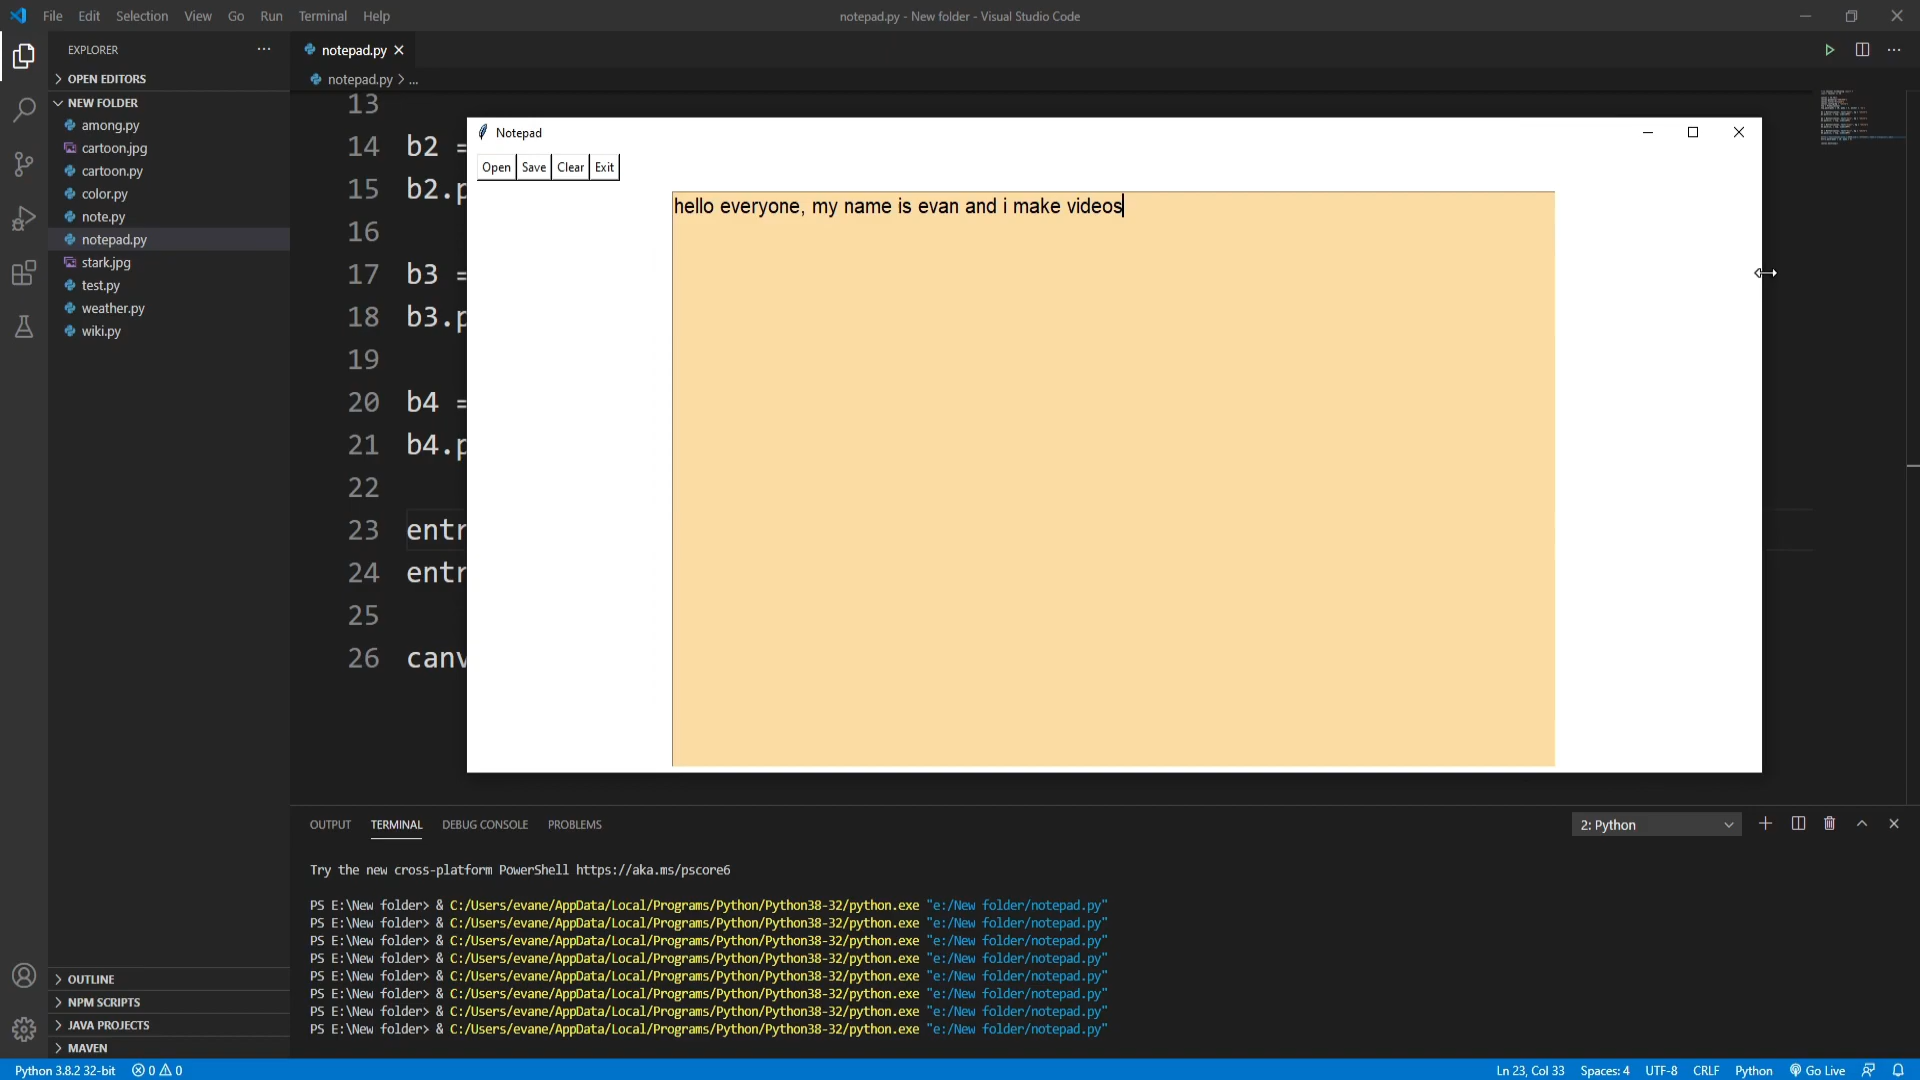 File Edit Selection View Go Run Terminal Help
notepad.py - New folder - Visual Studio Code
EXPLORER
notepad.py
OPEN EDITORS
notepad.py > ...
NEW FOLDER
among.py
cartoon.jpg
cartoon.py
color.py
note.py
notepad.py
stark.jpg
test.py
weather.py
wiki.py
OUTLINE
NPM SCRIPTS
JAVA PROJECTS
MAVEN
13
14 b2 =
15 b2.p
16
17 b3 =
18 b3.p
19
20 b4 =
21 b4.p
22
23 entr
24 entr
25
26 canv
Notepad
Open Save Clear Exit
hello everyone, my name is evan and i make videos
OUTPUT TERMINAL DEBUG CONSOLE PROBLEMS
2: Python
Try the new cross-platform PowerShell https://aka.ms/pscore6
PS E:\New folder> & C:/Users/evane/AppData/Local/Programs/Python/Python38-32/python.exe "e:/New folder/notepad.py"
PS E:\New folder> & C:/Users/evane/AppData/Local/Programs/Python/Python38-32/python.exe "e:/New folder/notepad.py"
PS E:\New folder> & C:/Users/evane/AppData/Local/Programs/Python/Python38-32/python.exe "e:/New folder/notepad.py"
PS E:\New folder> & C:/Users/evane/AppData/Local/Programs/Python/Python38-32/python.exe "e:/New folder/notepad.py"
PS E:\New folder> & C:/Users/evane/AppData/Local/Programs/Python/Python38-32/python.exe "e:/New folder/notepad.py"
PS E:\New folder> & C:/Users/evane/AppData/Local/Programs/Python/Python38-32/python.exe "e:/New folder/notepad.py"
PS E:\New folder> & C:/Users/evane/AppData/Local/Programs/Python/Python38-32/python.exe "e:/New folder/notepad.py"
PS E:\New folder> & C:/Users/evane/AppData/Local/Programs/Python/Python38-32/python.exe "e:/New folder/notepad.py"
Python 3.8.2 32-bit 0 0
Ln 23, Col 33 Spaces: 4 UTF-8 CRLF Python Go Live